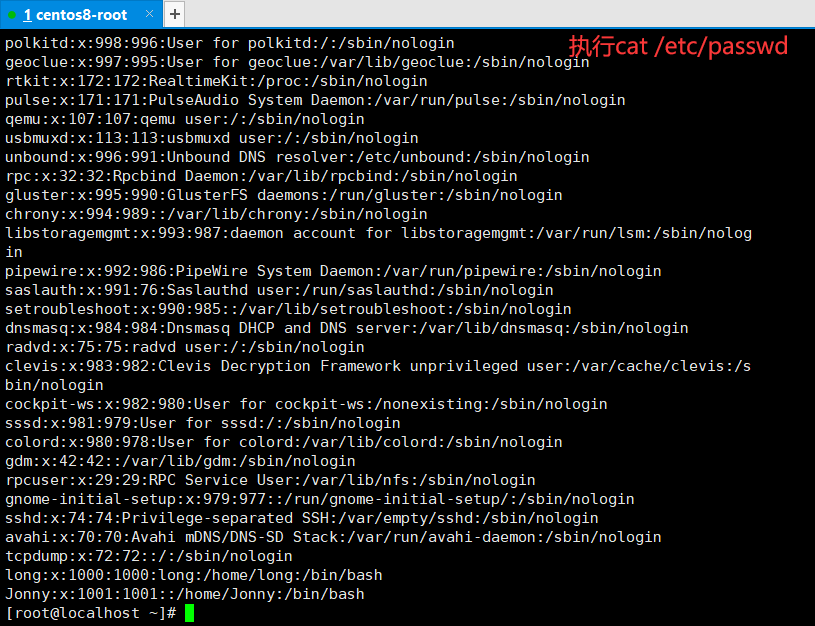 1 centos8-root × +
执行cat /etc/passwd
polkitd:x:998:996:User for polkitd:/:/sbin/nologin
geoclue:x:997:995:User for geoclue:/var/lib/geoclue:/sbin/nologin
rtkit:x:172:172:RealtimeKit:/proc:/sbin/nologin
pulse:x:171:171:PulseAudio System Daemon:/var/run/pulse:/sbin/nologin
qemu:x:107:107:qemu user:/:/sbin/nologin
usbmuxd:x:113:113:usbmuxd user:/:/sbin/nologin
unbound:x:996:991:Unbound DNS resolver:/etc/unbound:/sbin/nologin
rpc:x:32:32:Rpcbind Daemon:/var/lib/rpcbind:/sbin/nologin
gluster:x:995:990:GlusterFS daemons:/run/gluster:/sbin/nologin
chrony:x:994:989::/var/lib/chrony:/sbin/nologin
libstoragemgmt:x:993:987:daemon account for libstoragemgmt:/var/run/lsm:/sbin/nolog
in
pipewire:x:992:986:PipeWire System Daemon:/var/run/pipewire:/sbin/nologin
saslauth:x:991:76:Saslauthd user:/run/saslauthd:/sbin/nologin
setroubleshoot:x:990:985::/var/lib/setroubleshoot:/sbin/nologin
dnsmasq:x:984:984:Dnsmasq DHCP and DNS server:/var/lib/dnsmasq:/sbin/nologin
radvd:x:75:75:radvd user:/:/sbin/nologin
clevis:x:983:982:Clevis Decryption Framework unprivileged user:/var/cache/clevis:/s
bin/nologin
cockpit-ws:x:982:980:User for cockpit-ws:/nonexisting:/sbin/nologin
sssd:x:981:979:User for sssd:/:/sbin/nologin
colord:x:980:978:User for colord:/var/lib/colord:/sbin/nologin
gdm:x:42:42::/var/lib/gdm:/sbin/nologin
rpcuser:x:29:29:RPC Service User:/var/lib/nfs:/sbin/nologin
gnome-initial-setup:x:979:977::/run/gnome-initial-setup/:/sbin/nologin
sshd:x:74:74:Privilege-separated SSH:/var/empty/sshd:/sbin/nologin
avahi:x:70:70:Avahi mDNS/DNS-SD Stack:/var/run/avahi-daemon:/sbin/nologin
tcpdump:x:72:72::/:/sbin/nologin
long:x:1000:1000:long:/home/long:/bin/bash
Jonny:x:1001:1001::/home/Jonny:/bin/bash
[root@localhost ~]#